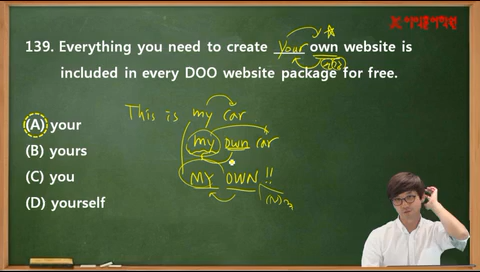 139. Everything you need to create your own website is
included in every DOO website package for free.
This is my car
(A) your
my own car
(B) yours
(C) you
MY OWN!!
(D) yourself